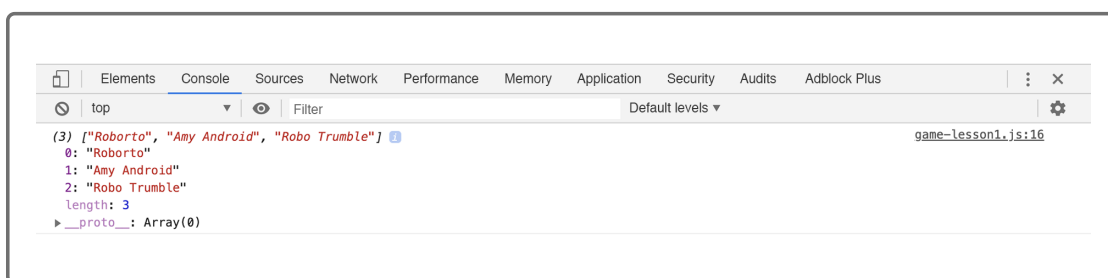 Elements Console Sources Network Performance Memory Application Security Audits Adblock Plus
top Filter Default levels ▼
(3) ["Roborto", "Amy Android", "Robo Trumble"] i game-lesson1.js:16
0: "Roborto"
1: "Amy Android"
2: "Robo Trumble"
length: 3
▶ __proto__: Array(0)